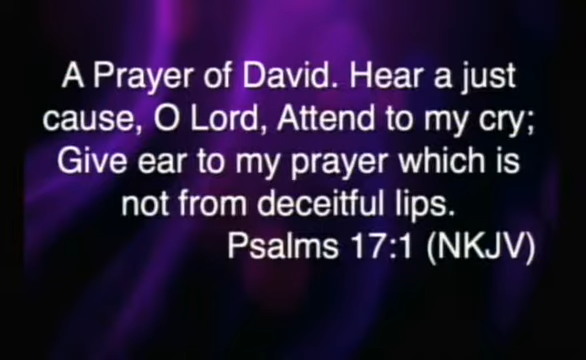 A Prayer of David. Hear a just
cause, O Lord, Attend to my cry;
Give ear to my prayer which is
not from deceitful lips.
Psalms 17:1 (NKJV)